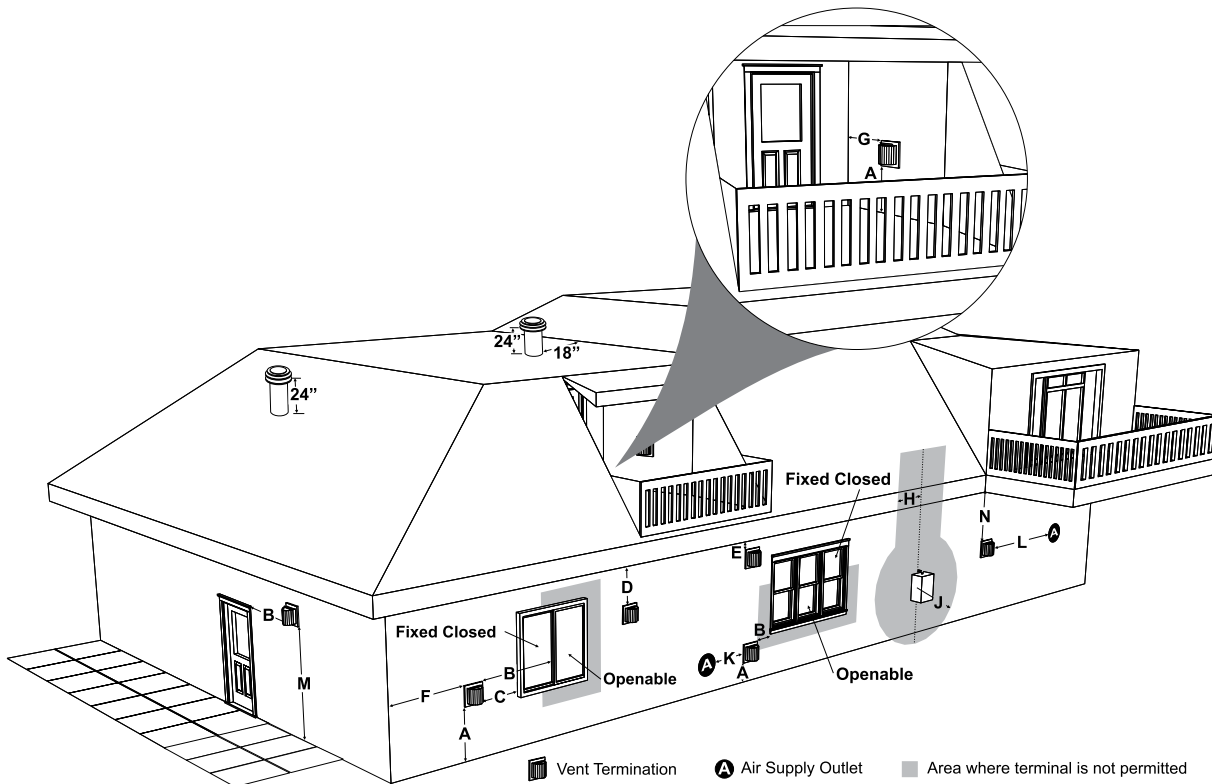 G
A
24”
18”
24”
Fixed Closed
H
N
E
L
A
D
J
B
B
Fixed Closed
B
K
A
Openable
M
F
C
Openable
A
A
Vent Termination
A Air Supply Outlet
Area where terminal is not permitted